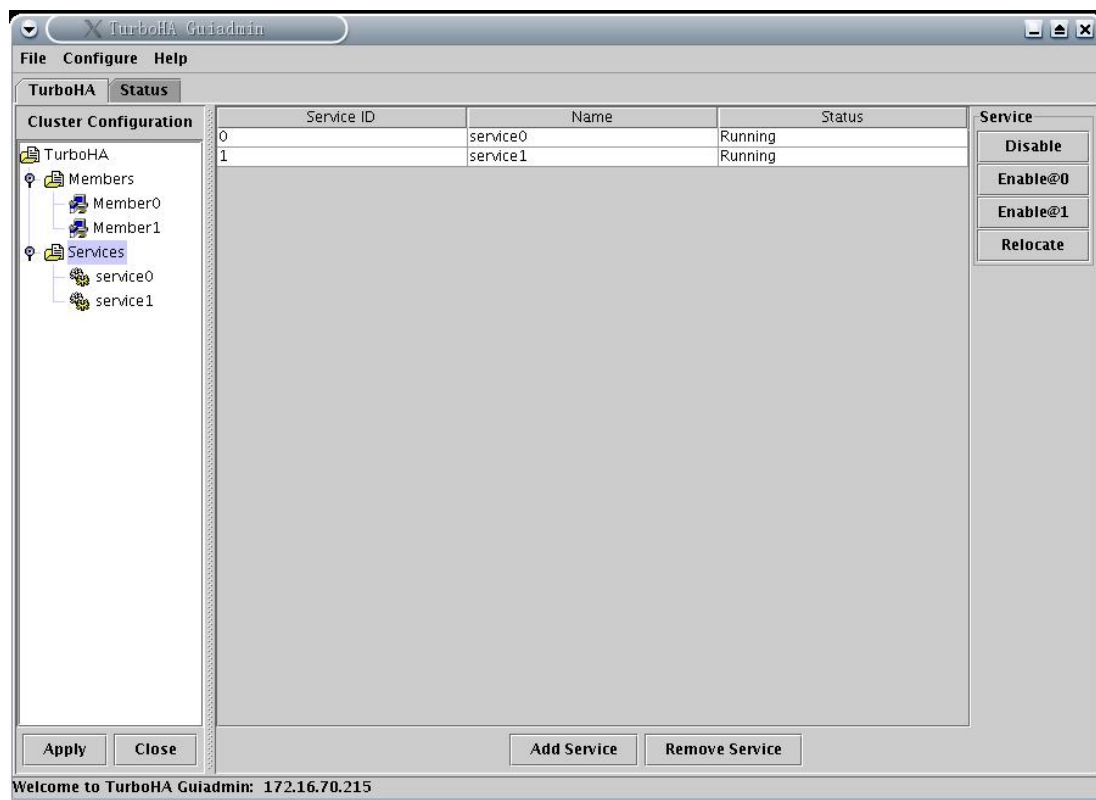 TurboHA Guiadmin
File Configure Help
TurboHA Status
Cluster Configuration
TurboHA
Members
Member0
Member1
Services
service0
service1
Service ID Name Status
0 service0 Running
1 service1 Running
Service
Disable
Enable@0
Enable@1
Relocate
Apply Close
Add Service Remove Service
Welcome to TurboHA Guiadmin: 172.16.70.215